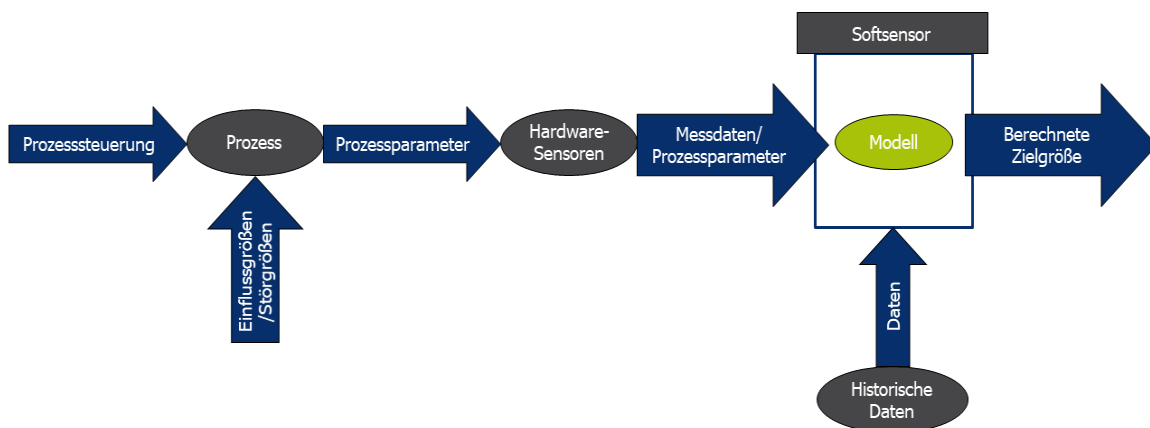 Softsensor
Prozesssteuerung
Prozess
Prozessparameter
Hardware-
Sensoren
Messdaten/
Prozessparameter
Modell
Berechnete
Zielgröße
Einflussgrößen
/Störgrößen
Daten
Historische
Daten